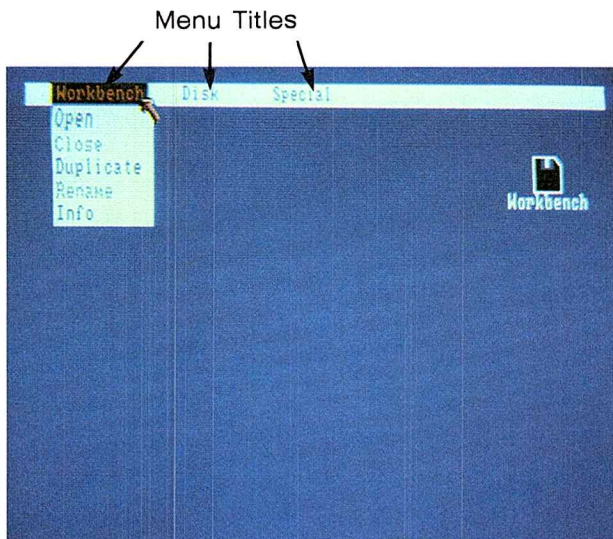 Menu Titles
Workbench Disk Special
Open
Close
Duplicate
Rename
Info
Workbench